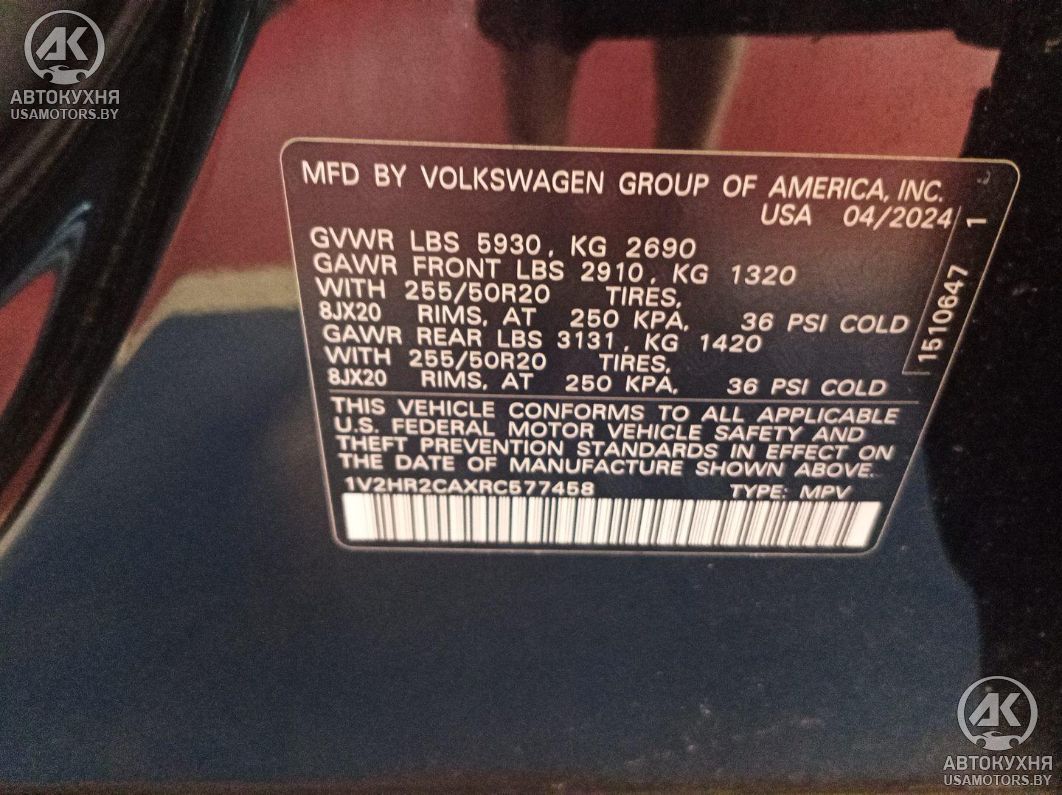 АК
АВТОКУХНЯ
USAMOTORS.BY
MFD BY VOLKSWAGEN GROUP OF AMERICA, INC.
USA 04/2024
GVWR LBS 5930, KG 2690
GAWR FRONT LBS 2910, KG 1320
WITH 255/50R20 TIRES,
8JX20 RIMS, AT 250 KPA, 36 PSI COLD
GAWR REAR LBS 3131, KG 1420
WITH 255/50R20 TIRES,
8JX20 RIMS, AT 250 KPA, 36 PSI COLD
1510647 1
THIS VEHICLE CONFORMS TO ALL APPLICABLE
U.S. FEDERAL MOTOR VEHICLE SAFETY AND
THEFT PREVENTION STANDARDS IN EFFECT ON
THE DATE OF MANUFACTURE SHOWN ABOVE.
1V2HR2CAXRC577458 TYPE: MPV
АК
АВТОКУХНЯ
USAMOTORS.BY